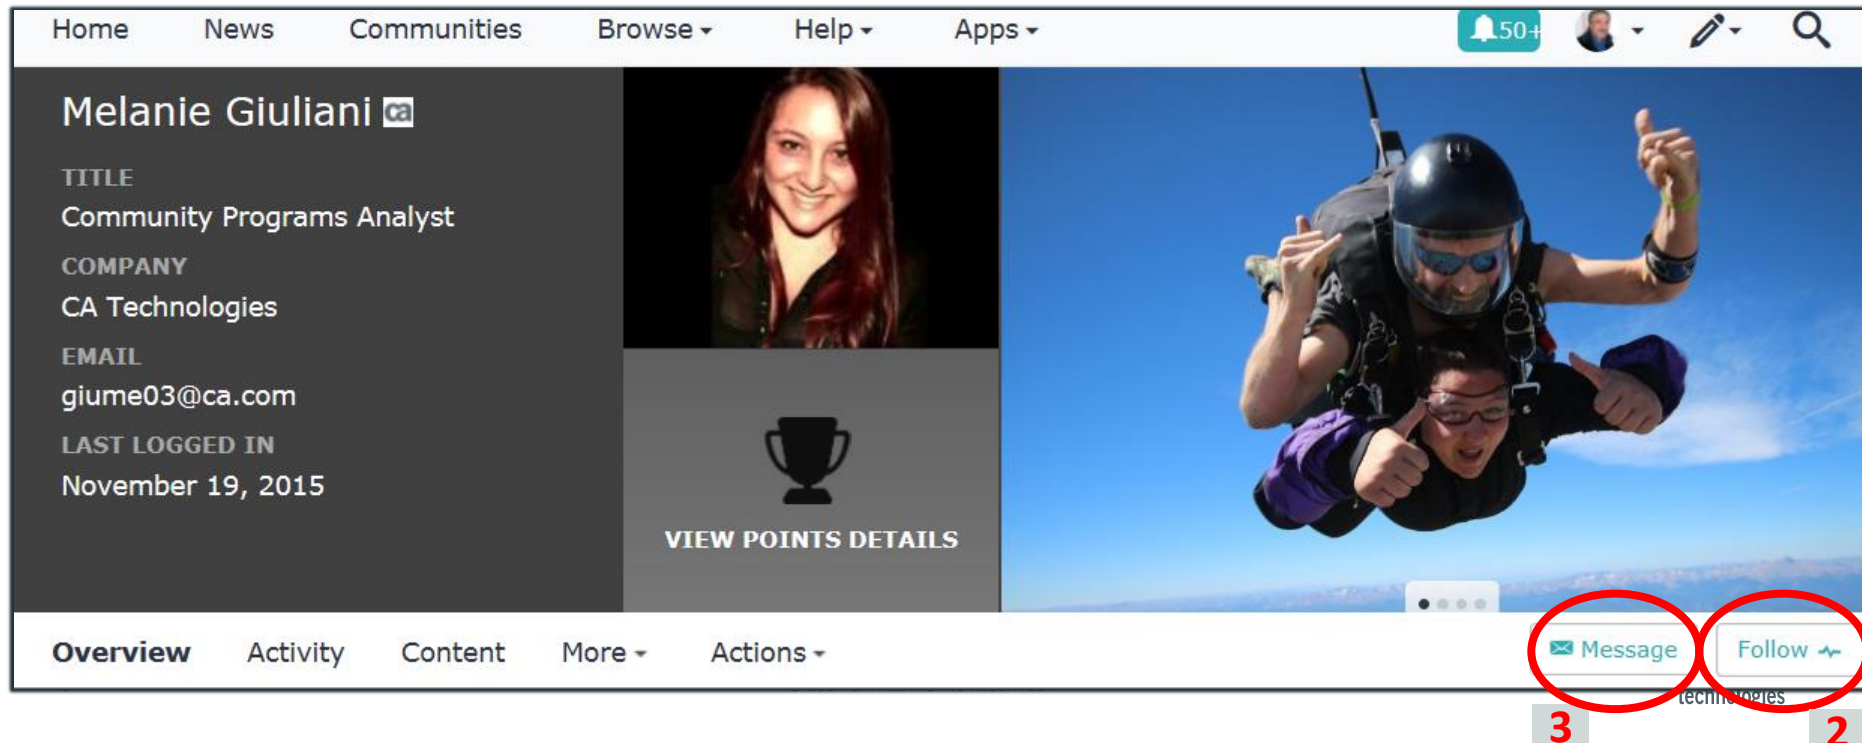 Home News Communities Browse Help Apps 50+
Melanie Giuliani ca
TITLE
Community Programs Analyst
COMPANY
CA Technologies
EMAIL
giume03@ca.com
LAST LOGGED IN
November 19, 2015
VIEW POINTS DETAILS
Overview Activity Content More Actions Message Follow
technologies
3 2